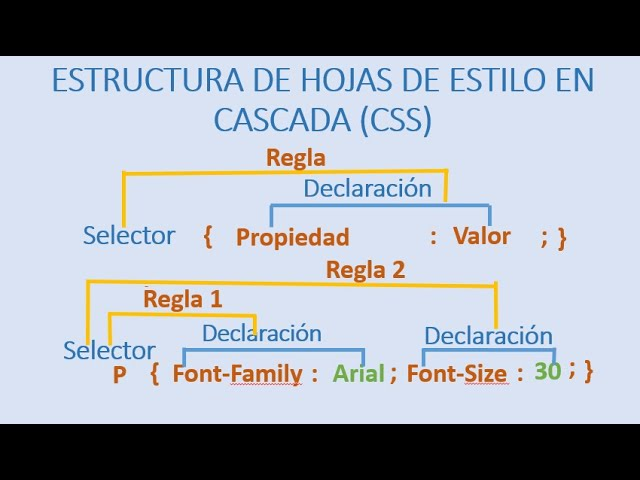 ESTRUCTURA DE HOJAS DE ESTILO EN
CASCADA (CSS)
Regla
Declaración
Selector { Propiedad : Valor ; }
Regla 2
Regla 1
Declaración Declaración
Selector
P { Font-Family : Arial ; Font-Size : 30 ; }